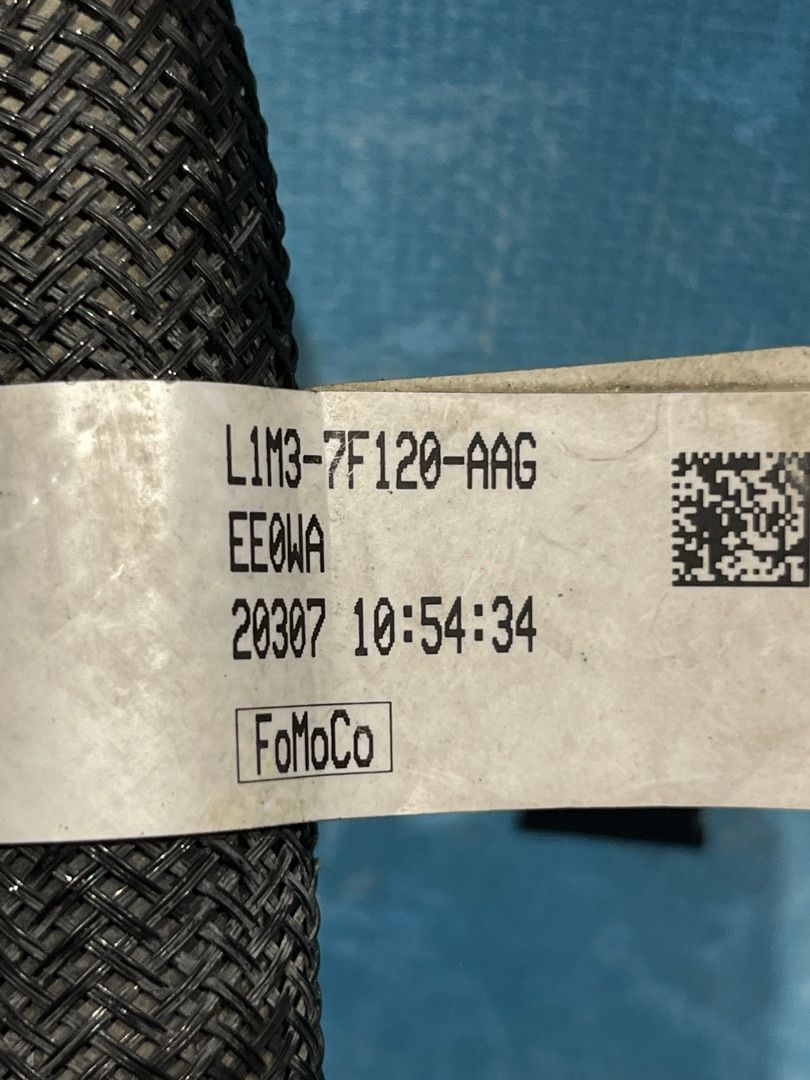 L1M3-7F120-AAG
EE0WA
20307 10:54:34
FoMoCo